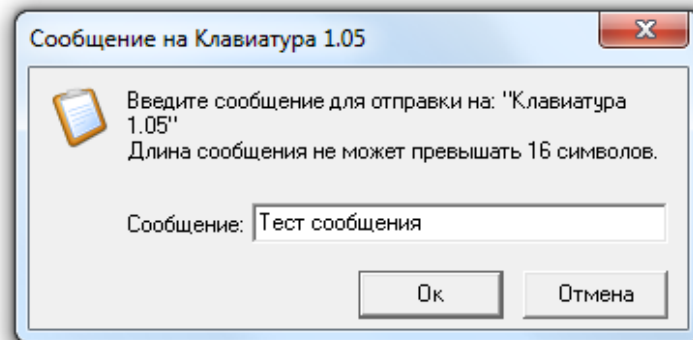 Сообщение на Клавиатура 1.05
Введите сообщение для отправки на: "Клавиатура
1.05"
Длина сообщения не может превышать 16 символов.
Сообщение: Тест сообщения
Ок Отмена